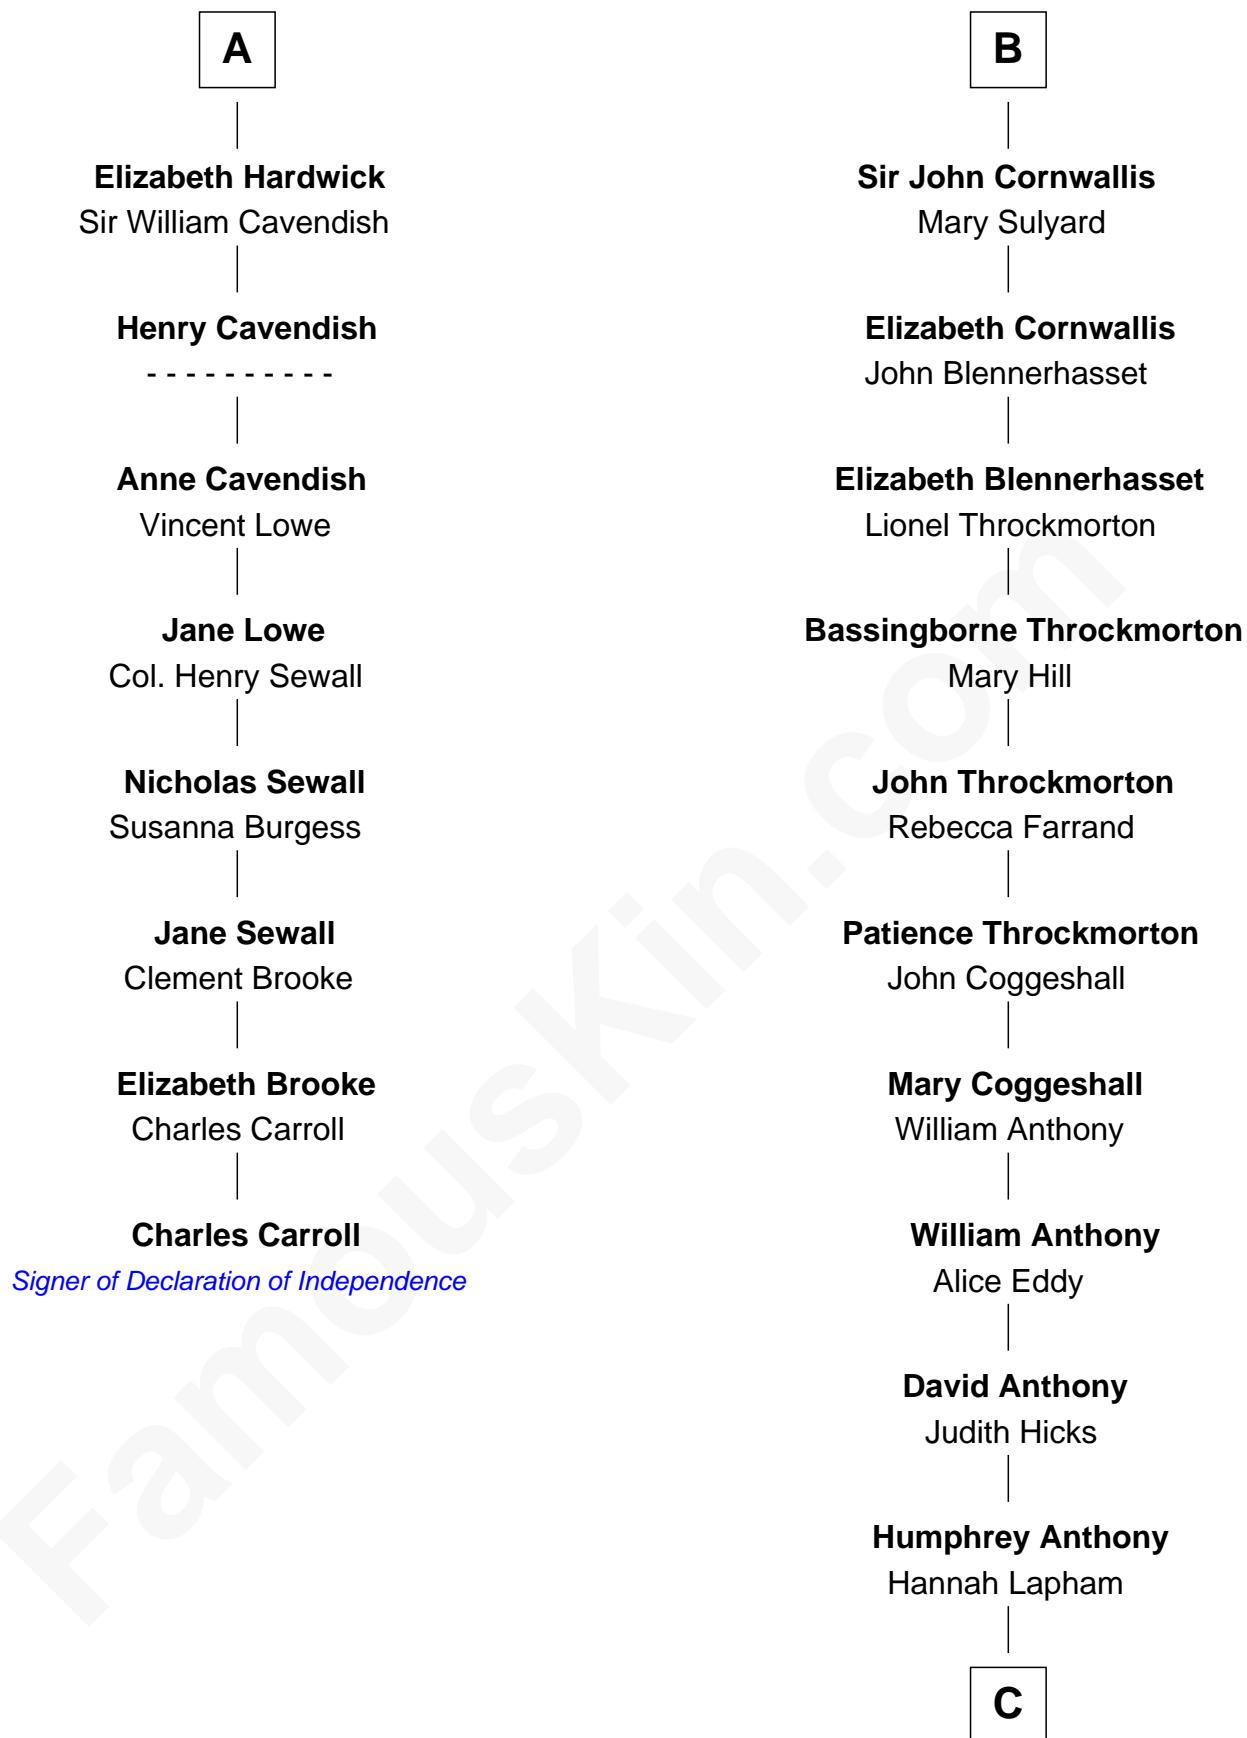 A
Elizabeth Hardwick
Sir William Cavendish
Henry Cavendish
- - - - - - - - - -
Anne Cavendish
Vincent Lowe
Jane Lowe
Col. Henry Sewall
Nicholas Sewall
Susanna Burgess
Jane Sewall
Clement Brooke
Elizabeth Brooke
Charles Carroll
Charles Carroll
Signer of Declaration of Independence
B
Sir John Cornwallis
Mary Sulyard
Elizabeth Cornwallis
John Blennerhasset
Elizabeth Blennerhasset
Lionel Throckmorton
Bassingborne Throckmorton
Mary Hill
John Throckmorton
Rebecca Farrand
Patience Throckmorton
John Coggeshall
Mary Coggeshall
William Anthony
William Anthony
Alice Eddy
David Anthony
Judith Hicks
Humphrey Anthony
Hannah Lapham
C
FamousKin.com